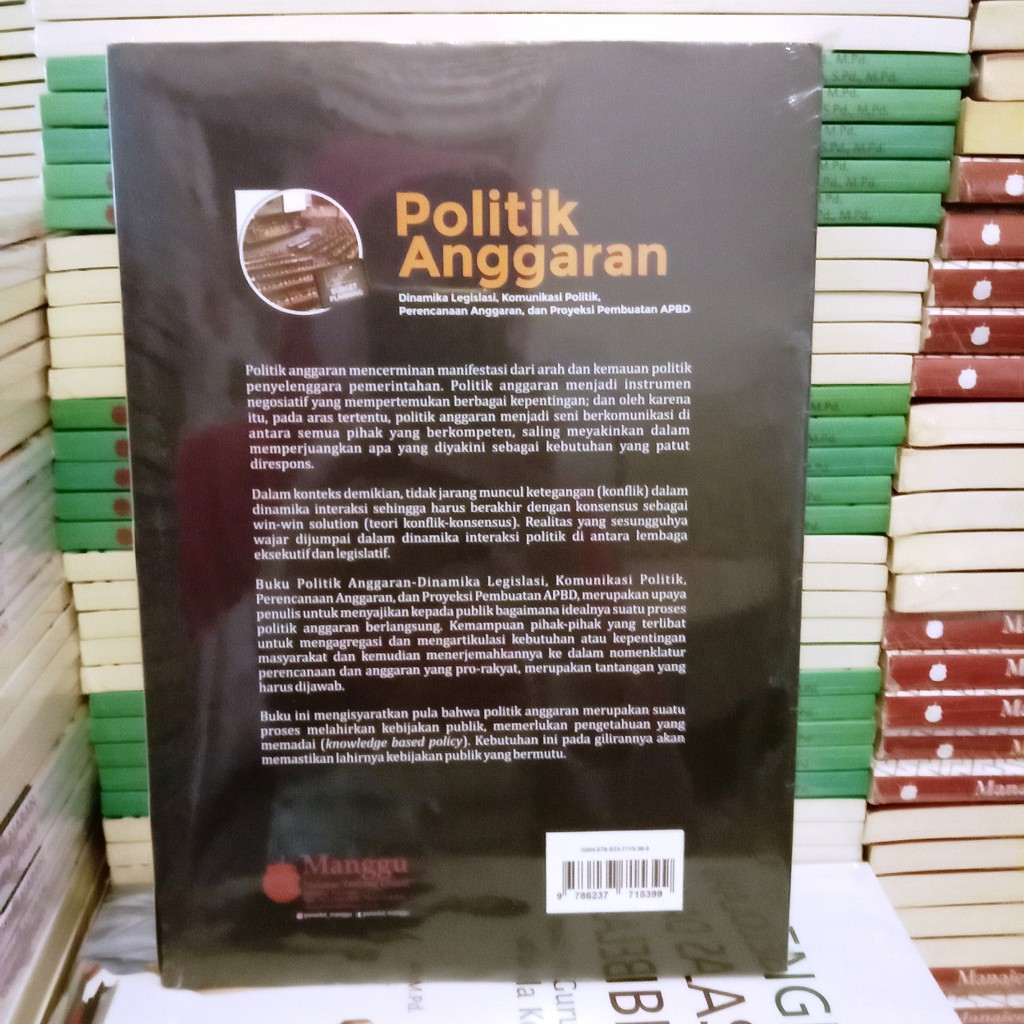 Politik
Anggaran
Dinamika Legislasi, Komunikasi Politik,
Perencanaan Anggaran, dan Proyeksi Pembuatan APBD
Politik anggaran mencerminan manifestasi dari arah dan kemauan politik
penyelenggara pemerintahan. Politik anggaran menjadi instrumen
negosiatif yang mempertemukan berbagai kepentingan; dan oleh karena
itu, pada aras tertentu, politik anggaran menjadi seni berkomunikasi di
antara semua pihak yang berkompeten, saling meyakinkan dalam
memperjuangkan apa yang diyakini sebagai kebutuhan yang patut
direspons.
Dalam konteks demikian, tidak jarang muncul ketegangan (konflik) dalam
dinamika interaksi sehingga harus berakhir dengan konsensus sebagai
win-win solution (teori konflik-konsensus). Realitas yang sesungguhya
wajar dijumpai dalam dinamika interaksi politik di antara lembaga
eksekutif dan legislatif.
Buku Politik Anggaran-Dinamika Legislasi, Komunikasi Politik,
Perencanaan Anggaran, dan Proyeksi Pembuatan APBD, merupakan upaya
penulis untuk menyajikan kepada publik bagaimana idealnya suatu proses
politik anggaran berlangsung. Kemampuan pihak-pihak yang terlibat
untuk mengagregasi dan mengartikulasi kebutuhan atau kepentingan
masyarakat dan kemudian menerjemahkannya ke dalam nomenklatur
perencanaan dan anggaran yang pro-rakyat, merupakan tantangan yang
harus dijawab.
Buku ini mengisyaratkan pula bahwa politik anggaran merupakan suatu
proses melahirkan kebijakan publik, memerlukan pengetahuan yang
memadai (knowledge based policy). Kebutuhan ini pada gilirannya akan
memastikan lahirnya kebijakan publik yang bermutu.
Manggu
9 786237 715399
M.Pd.
S.Pd., M.Pd.
M.Pd.
M.Pd.
M.Pd.
Mana
Guru